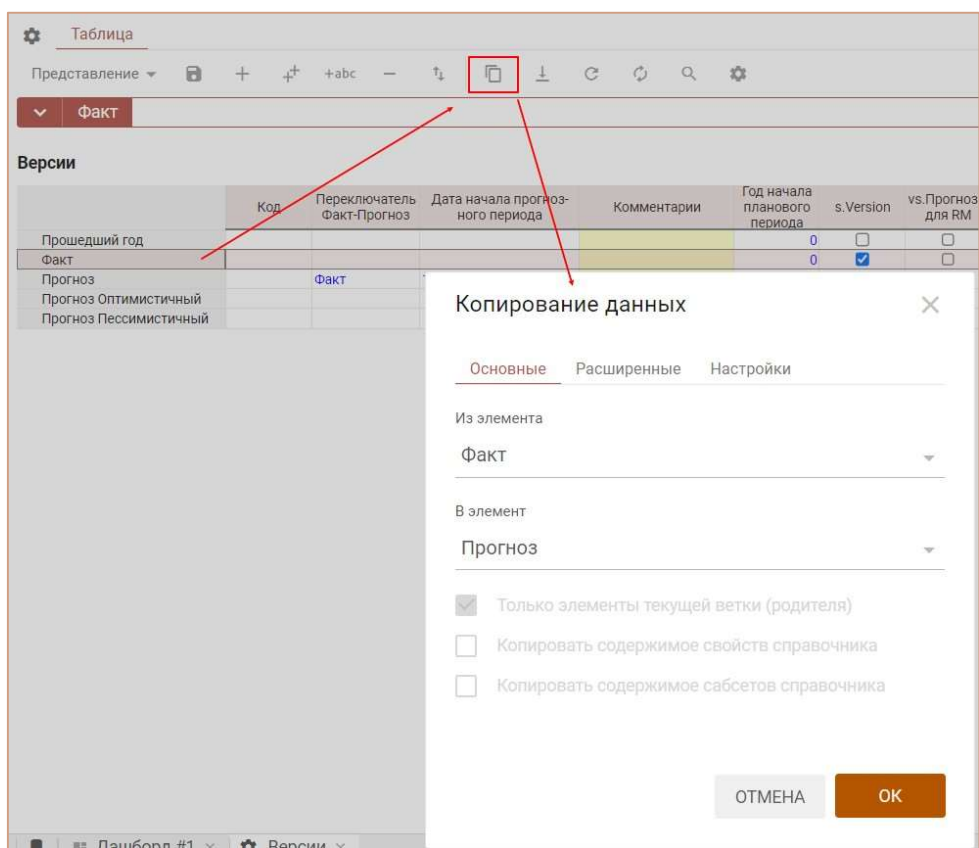 Таблица
Представление
+abc
Факт
Версии
Код Переключатель Факт-Прогноз Дата начала прогноз-ного периода Комментарии Год начала планового периода s.Version vs.Прогноз для RM
Прошедший год 0
Факт 0
Прогноз Факт
Прогноз Оптимистичный
Прогноз Пессимистичный
Копирование данных
Основные Расширенные Настройки
Из элемента
Факт
В элемент
Прогноз
Только элементы текущей ветки (родителя)
Копировать содержимое свойств справочника
Копировать содержимое сабсетов справочника
ОТМЕНА ОК
Дашборд #1 × Версии ×